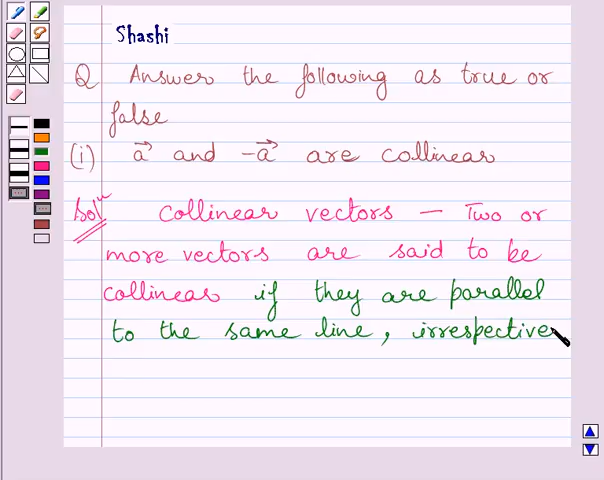 Shashi
Q Answer the following as true or
false
(i) a⃗ and -a⃗ are collinear
Solⁿ Collinear vectors – Two or
more vectors are said to be
collinear if they are parallel
to the same line, irrespective